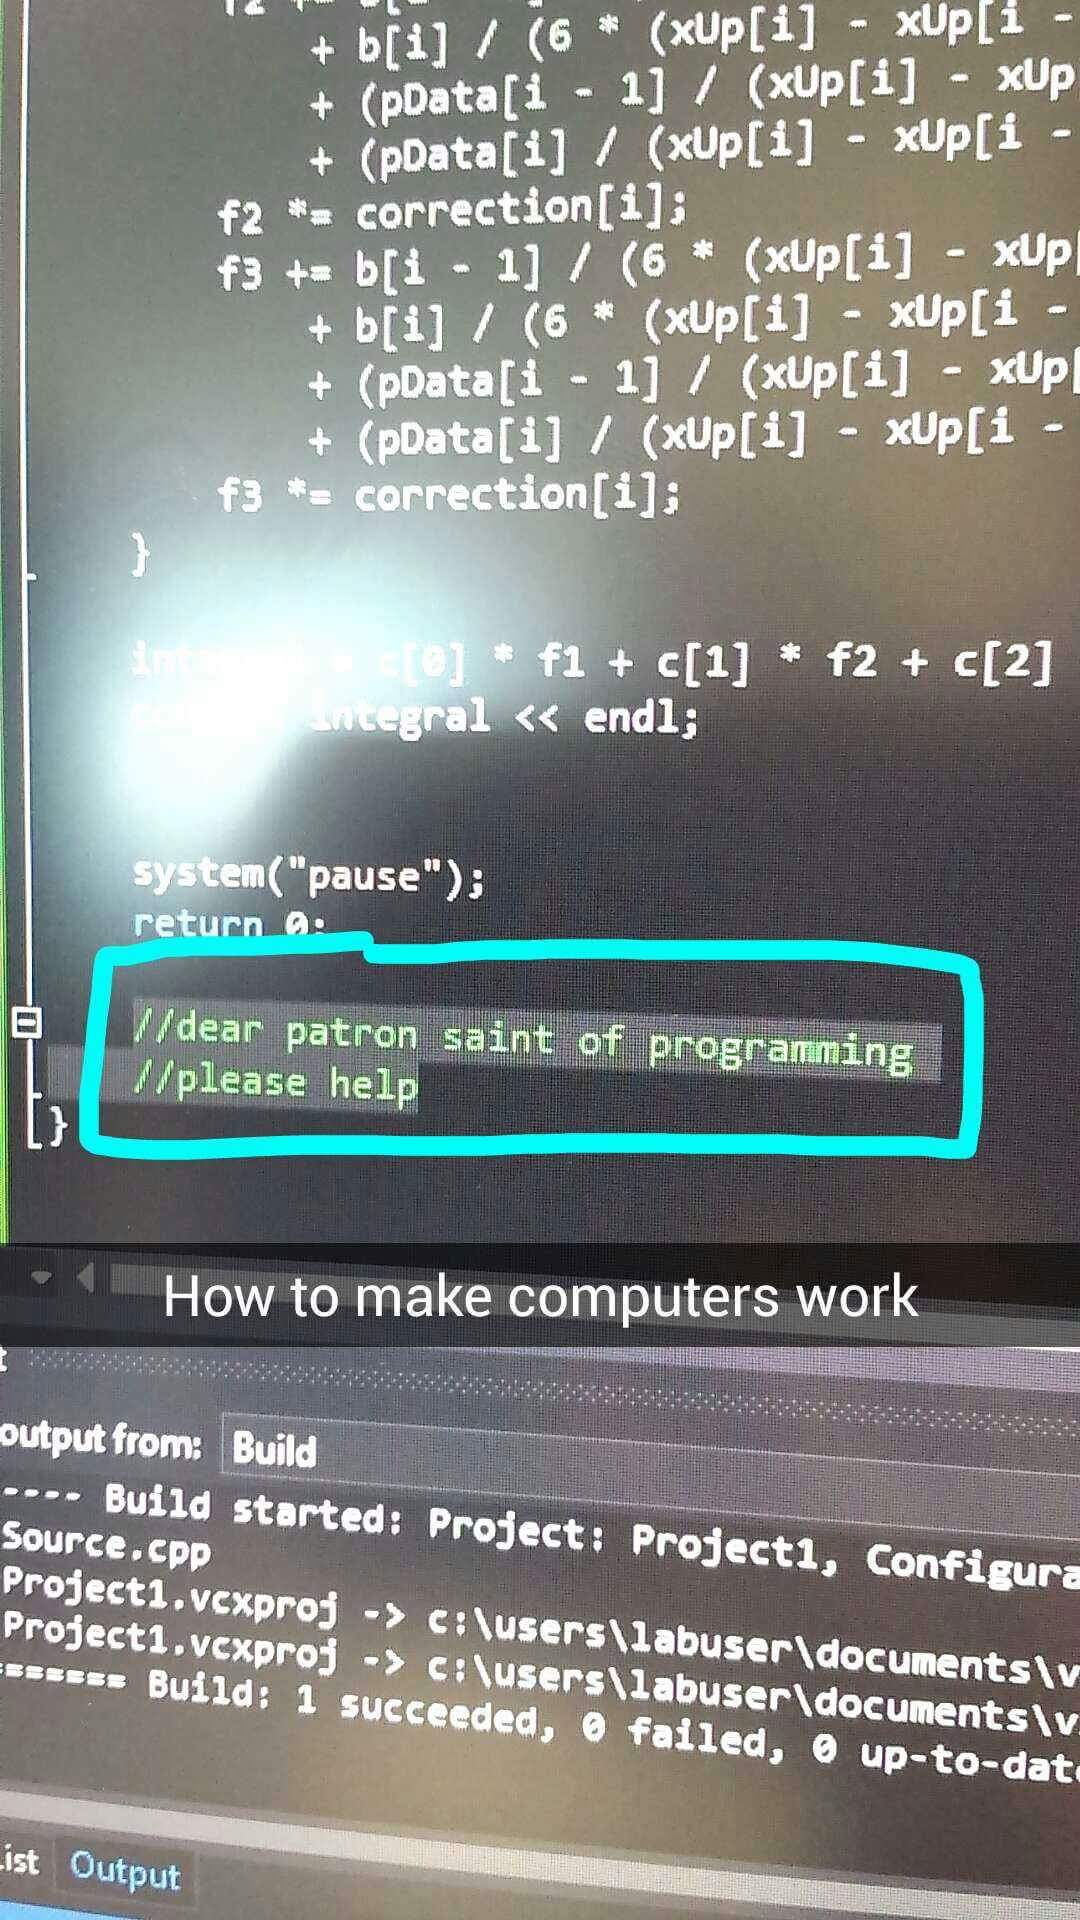 f2 +=
+ b[i] / (6 * (xUp[i] - xUp[i -
+ (pData[i - 1] / (xUp[i] - xUp
+ (pData[i] / (xUp[i] - xUp[i -
f2 *= correction[i];
f3 += b[i - 1] / (6 * (xUp[i] - xUp[
+ b[i] / (6 * (xUp[i] - xUp[i -
+ (pData[i - 1] / (xUp[i] - xUp[
+ (pData[i] / (xUp[i] - xUp[i -
f3 *= correction[i];
}
c[0] * f1 + c[1] * f2 + c[2]
integral << endl;
system("pause");
return 0;
//dear patron saint of programming
//please help
}
How to make computers work
output from: Build
---- Build started: Project: Project1, Configura
Source.cpp
Project1.vcxproj -> c:\users\labuser\documents\v
Project1.vcxproj -> c:\users\labuser\documents\v
======= Build: 1 succeeded, 0 failed, 0 up-to-date
List Output